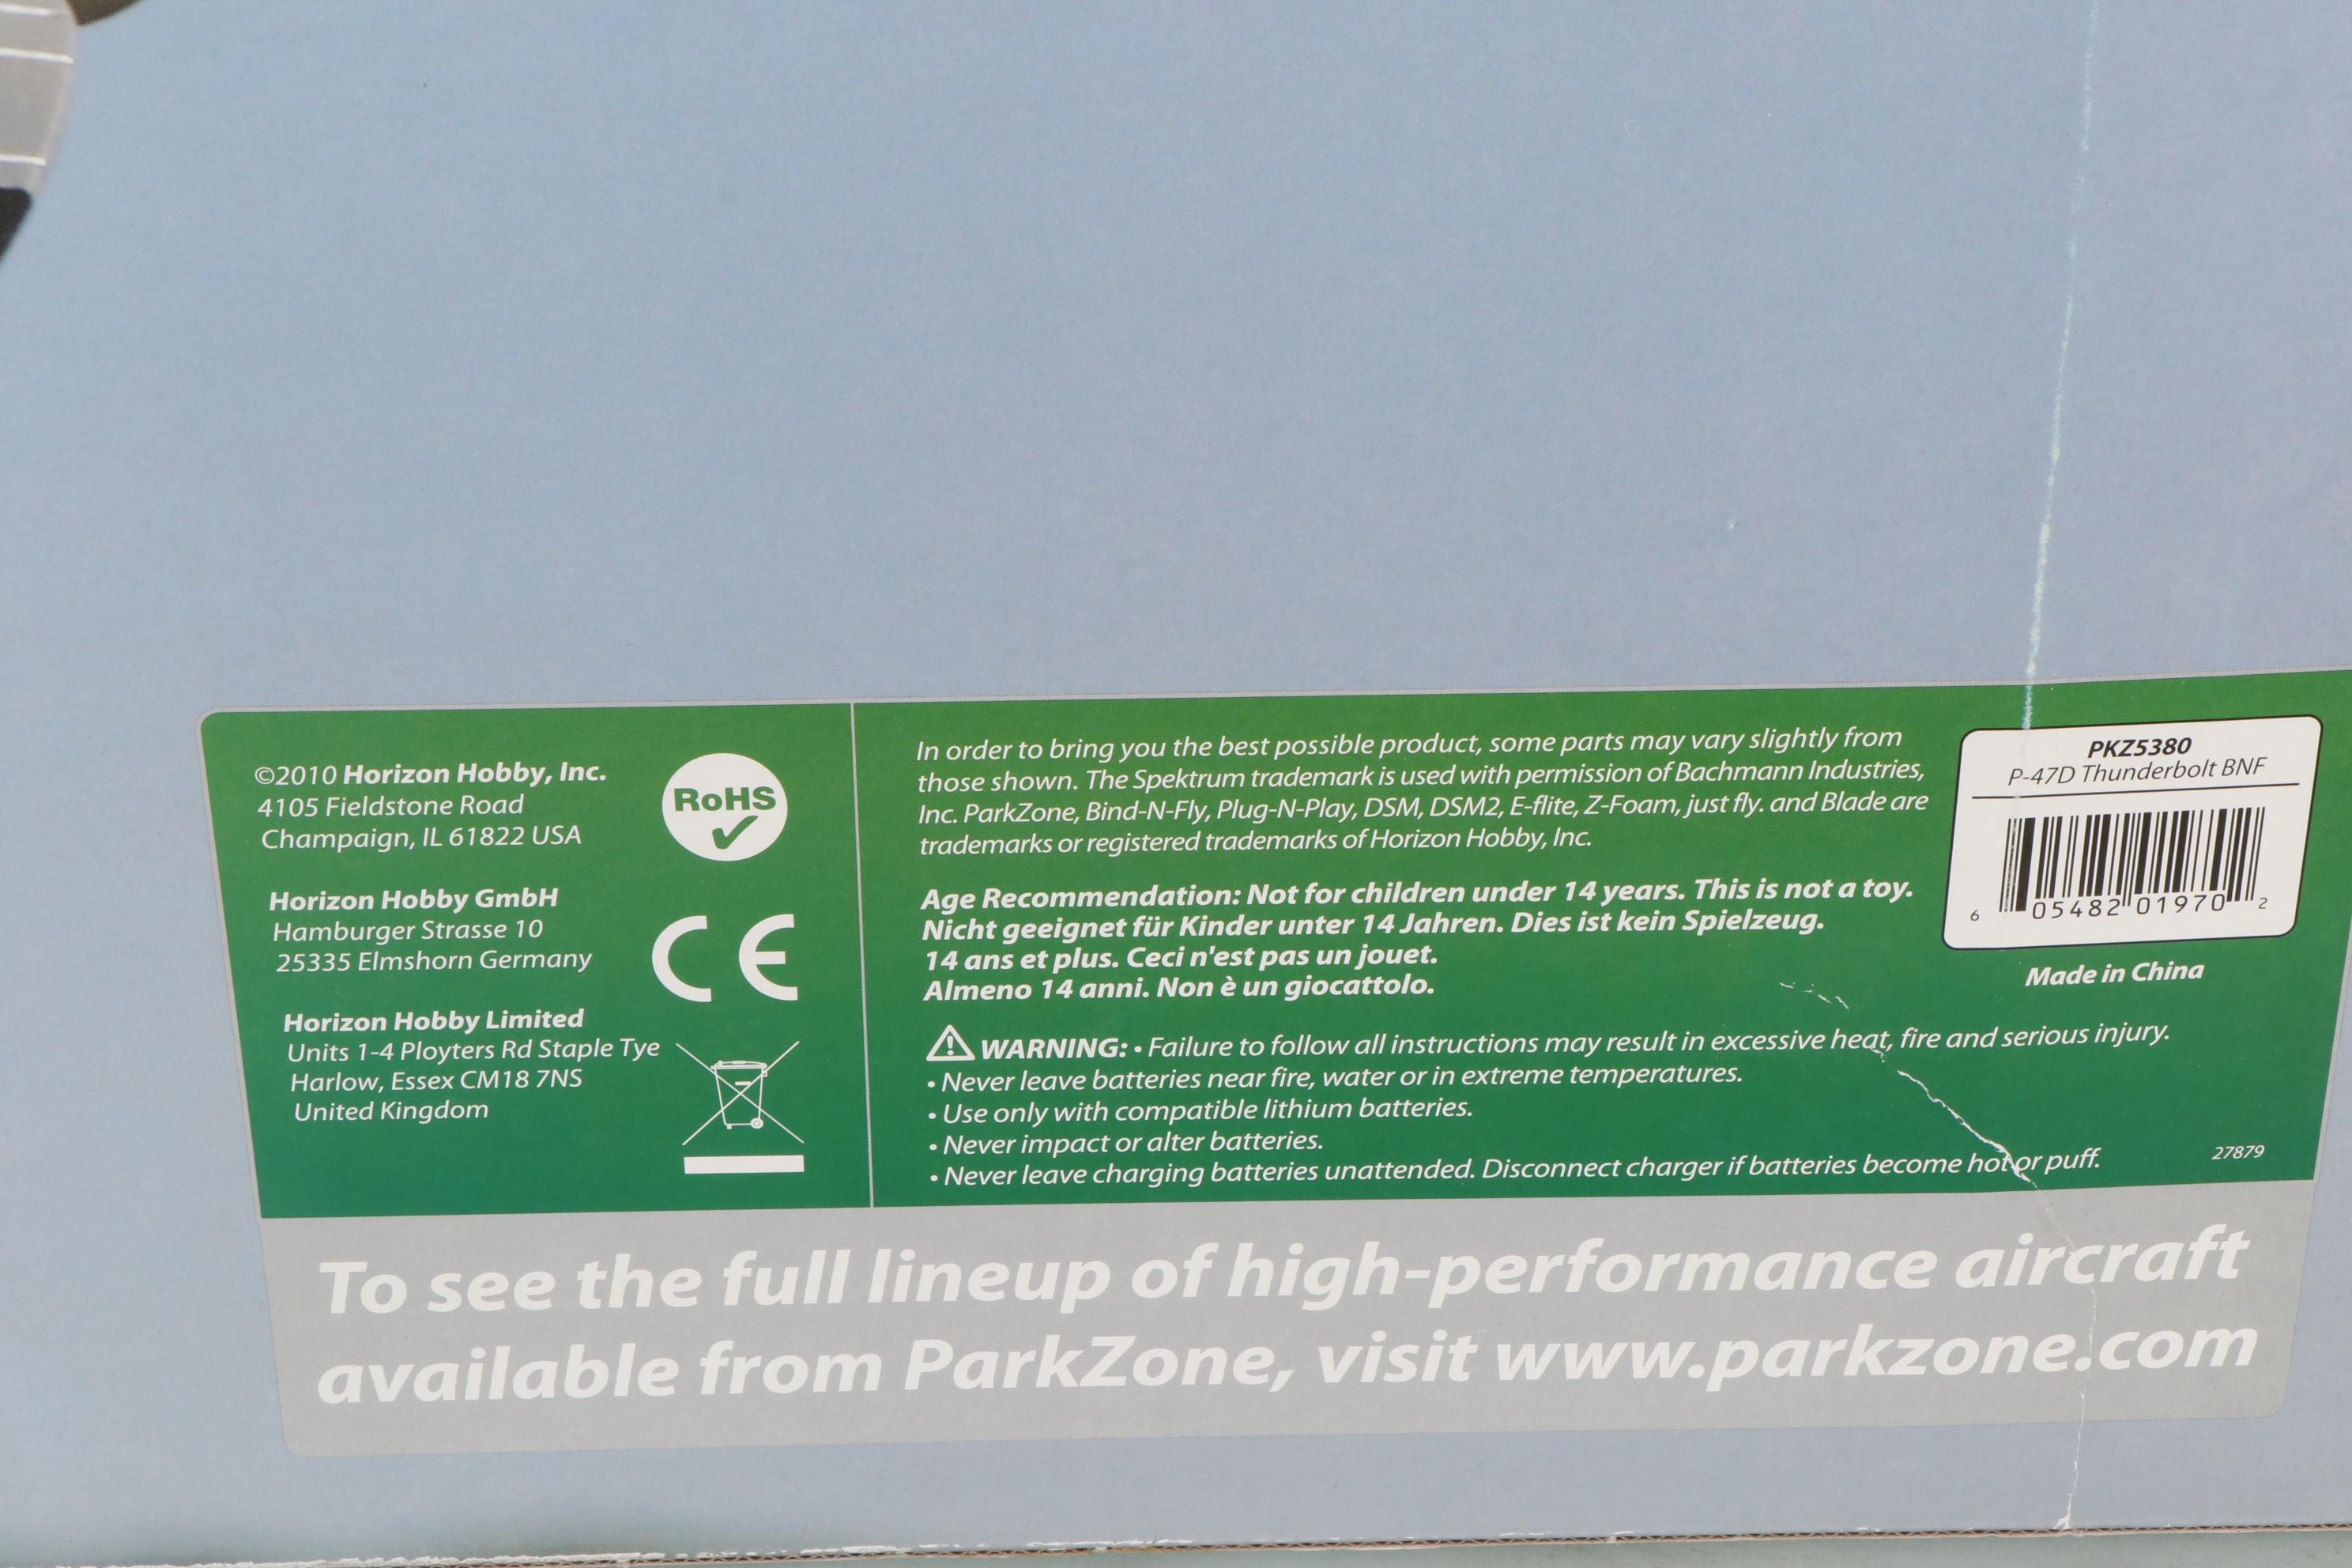 ©2010 Horizon Hobby, Inc.
4105 Fieldstone Road
Champaign, IL 61822 USA
Horizon Hobby GmbH
Hamburger Strasse 10
25335 Elmshorn Germany
Horizon Hobby Limited
Units 1-4 Ployters Rd Staple Tye
Harlow, Essex CM18 7NS
United Kingdom
RoHS
CE
In order to bring you the best possible product, some parts may vary slightly from
those shown. The Spektrum trademark is used with permission of Bachmann Industries,
Inc. ParkZone, Bind-N-Fly, Plug-N-Play, DSM, DSM2, E-flite, Z-Foam, just fly. and Blade are
trademarks or registered trademarks of Horizon Hobby, Inc.
Age Recommendation: Not for children under 14 years. This is not a toy.
Nicht geeignet für Kinder unter 14 Jahren. Dies ist kein Spielzeug.
14 ans et plus. Ceci n'est pas un jouet.
Almeno 14 anni. Non è un giocattolo.
WARNING: • Failure to follow all instructions may result in excessive heat, fire and serious injury.
• Never leave batteries near fire, water or in extreme temperatures.
• Use only with compatible lithium batteries.
• Never impact or alter batteries.
• Never leave charging batteries unattended. Disconnect charger if batteries become hot or puff.
PKZ5380
P-47D Thunderbolt BNF
6 05482 01970 2
Made in China
27879
To see the full lineup of high-performance aircraft
available from ParkZone, visit www.parkzone.com